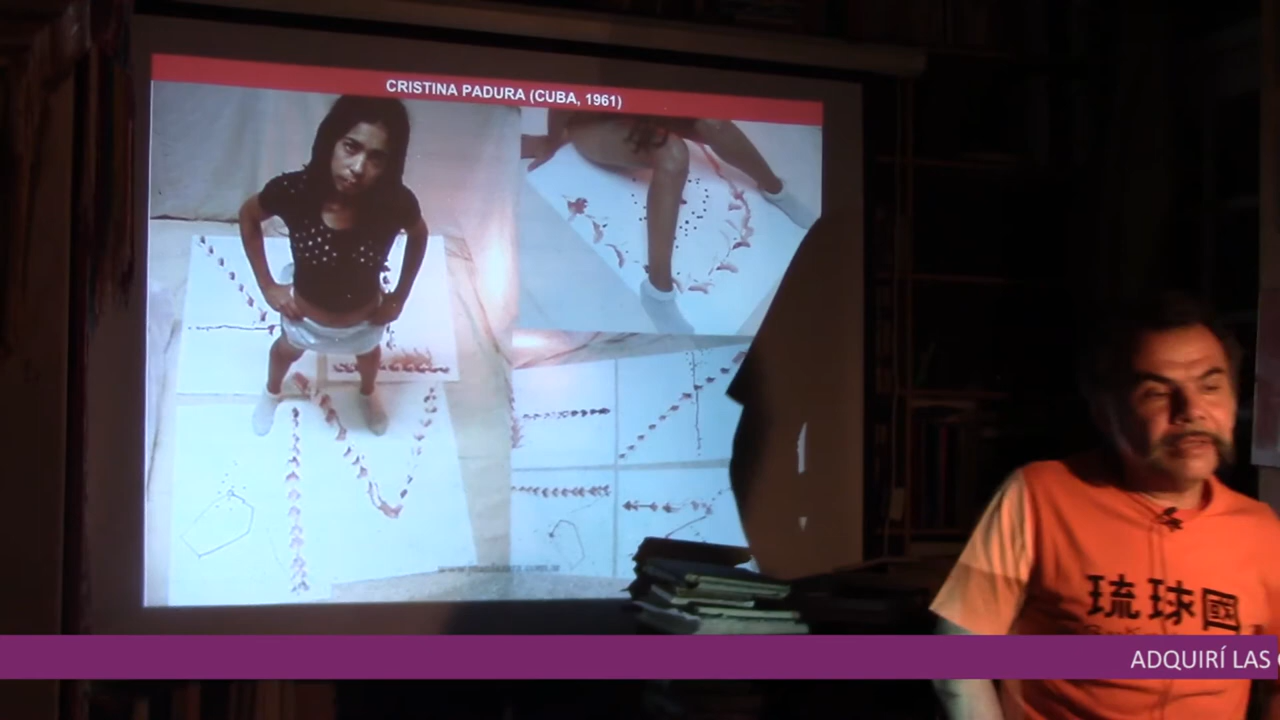 CRISTINA PADURA (CUBA, 1961)
琉球國
ADQUIRÍ LAS